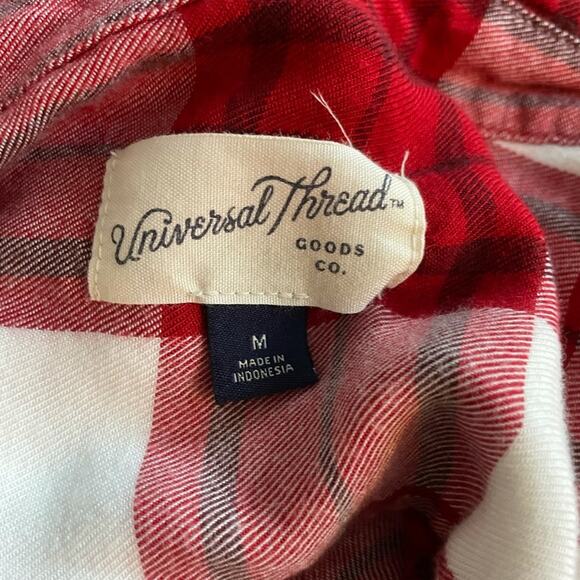 Universal Thread™
GOODS
CO.
M
MADE IN
INDONESIA